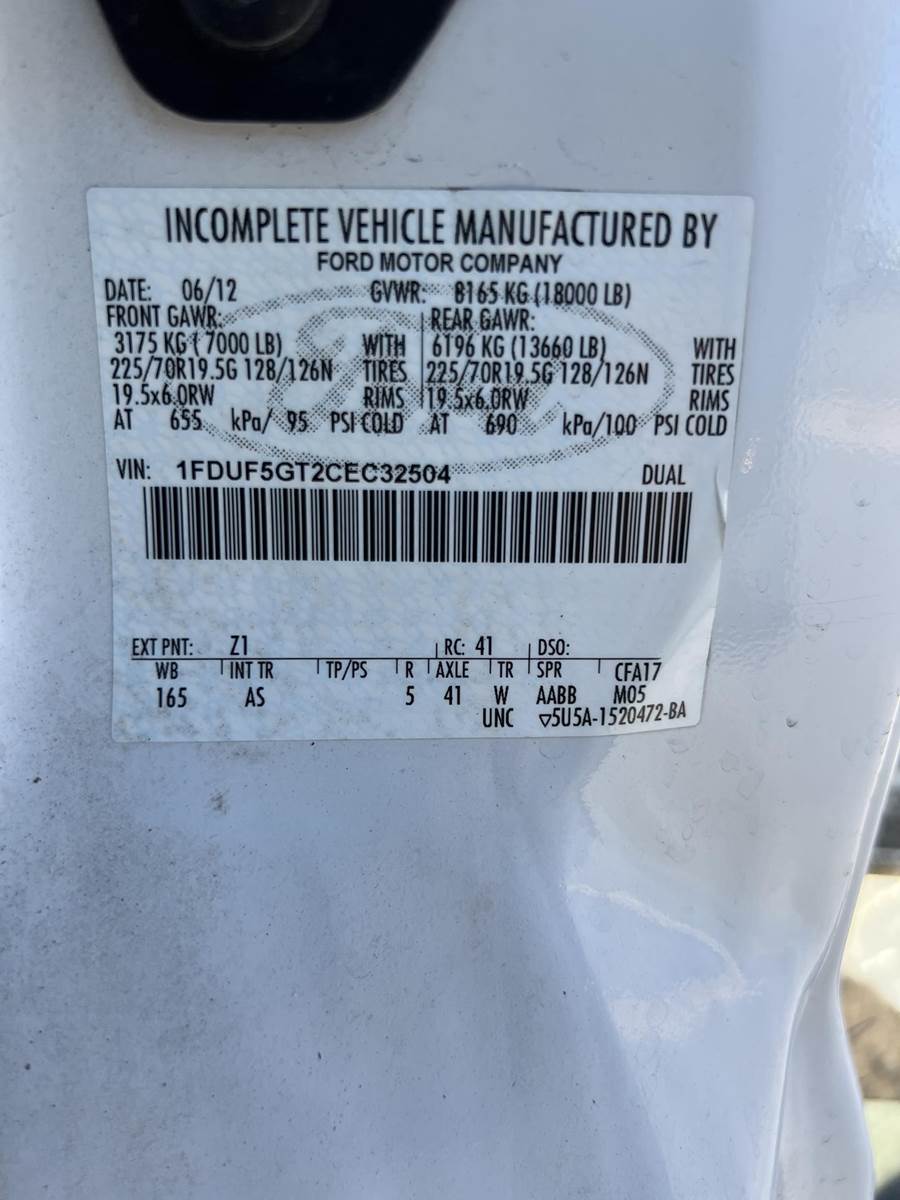 INCOMPLETE VEHICLE MANUFACTURED BY
FORD MOTOR COMPANY
DATE: 06/12 GVWR: 8165 KG (18000 LB)
FRONT GAWR: REAR GAWR:
3175 KG ( 7000 LB) WITH 6196 KG (13660 LB) WITH
225/70R19.5G 128/126N TIRES 225/70R19.5G 128/126N TIRES
19.5x6.0RW RIMS 19.5x6.0RW RIMS
AT 655 kPa/ 95 PSI COLD AT 690 kPa/100 PSI COLD
VIN: 1FDUF5GT2CEC32504 DUAL
EXT PNT: Z1 RC: 41 DSO:
WB INT TR TP/PS R AXLE TR SPR CFA17
165 AS 5 41 W AABB M05
UNC ▽5U5A-1520472-BA